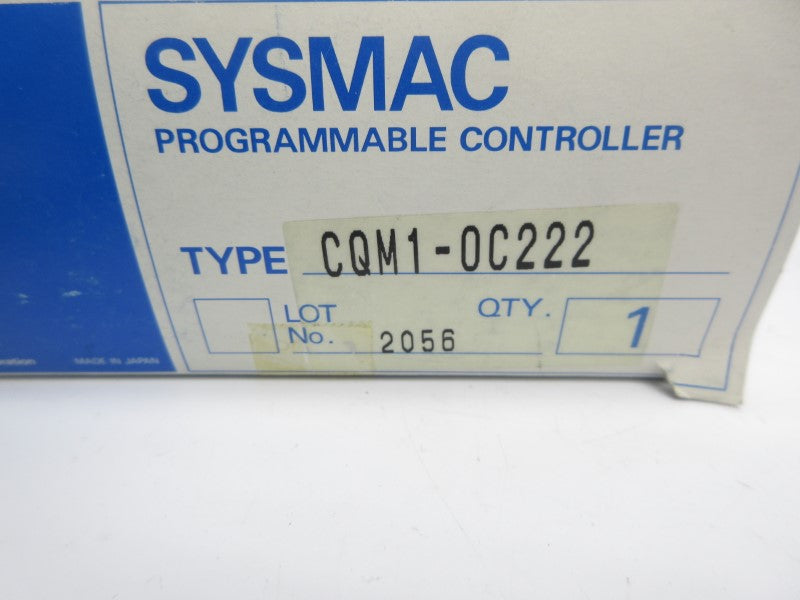 SYSMAC
PROGRAMMABLE CONTROLLER
TYPE CQM1-OC222
LOT No. 2056 QTY. 1
MADE IN JAPAN